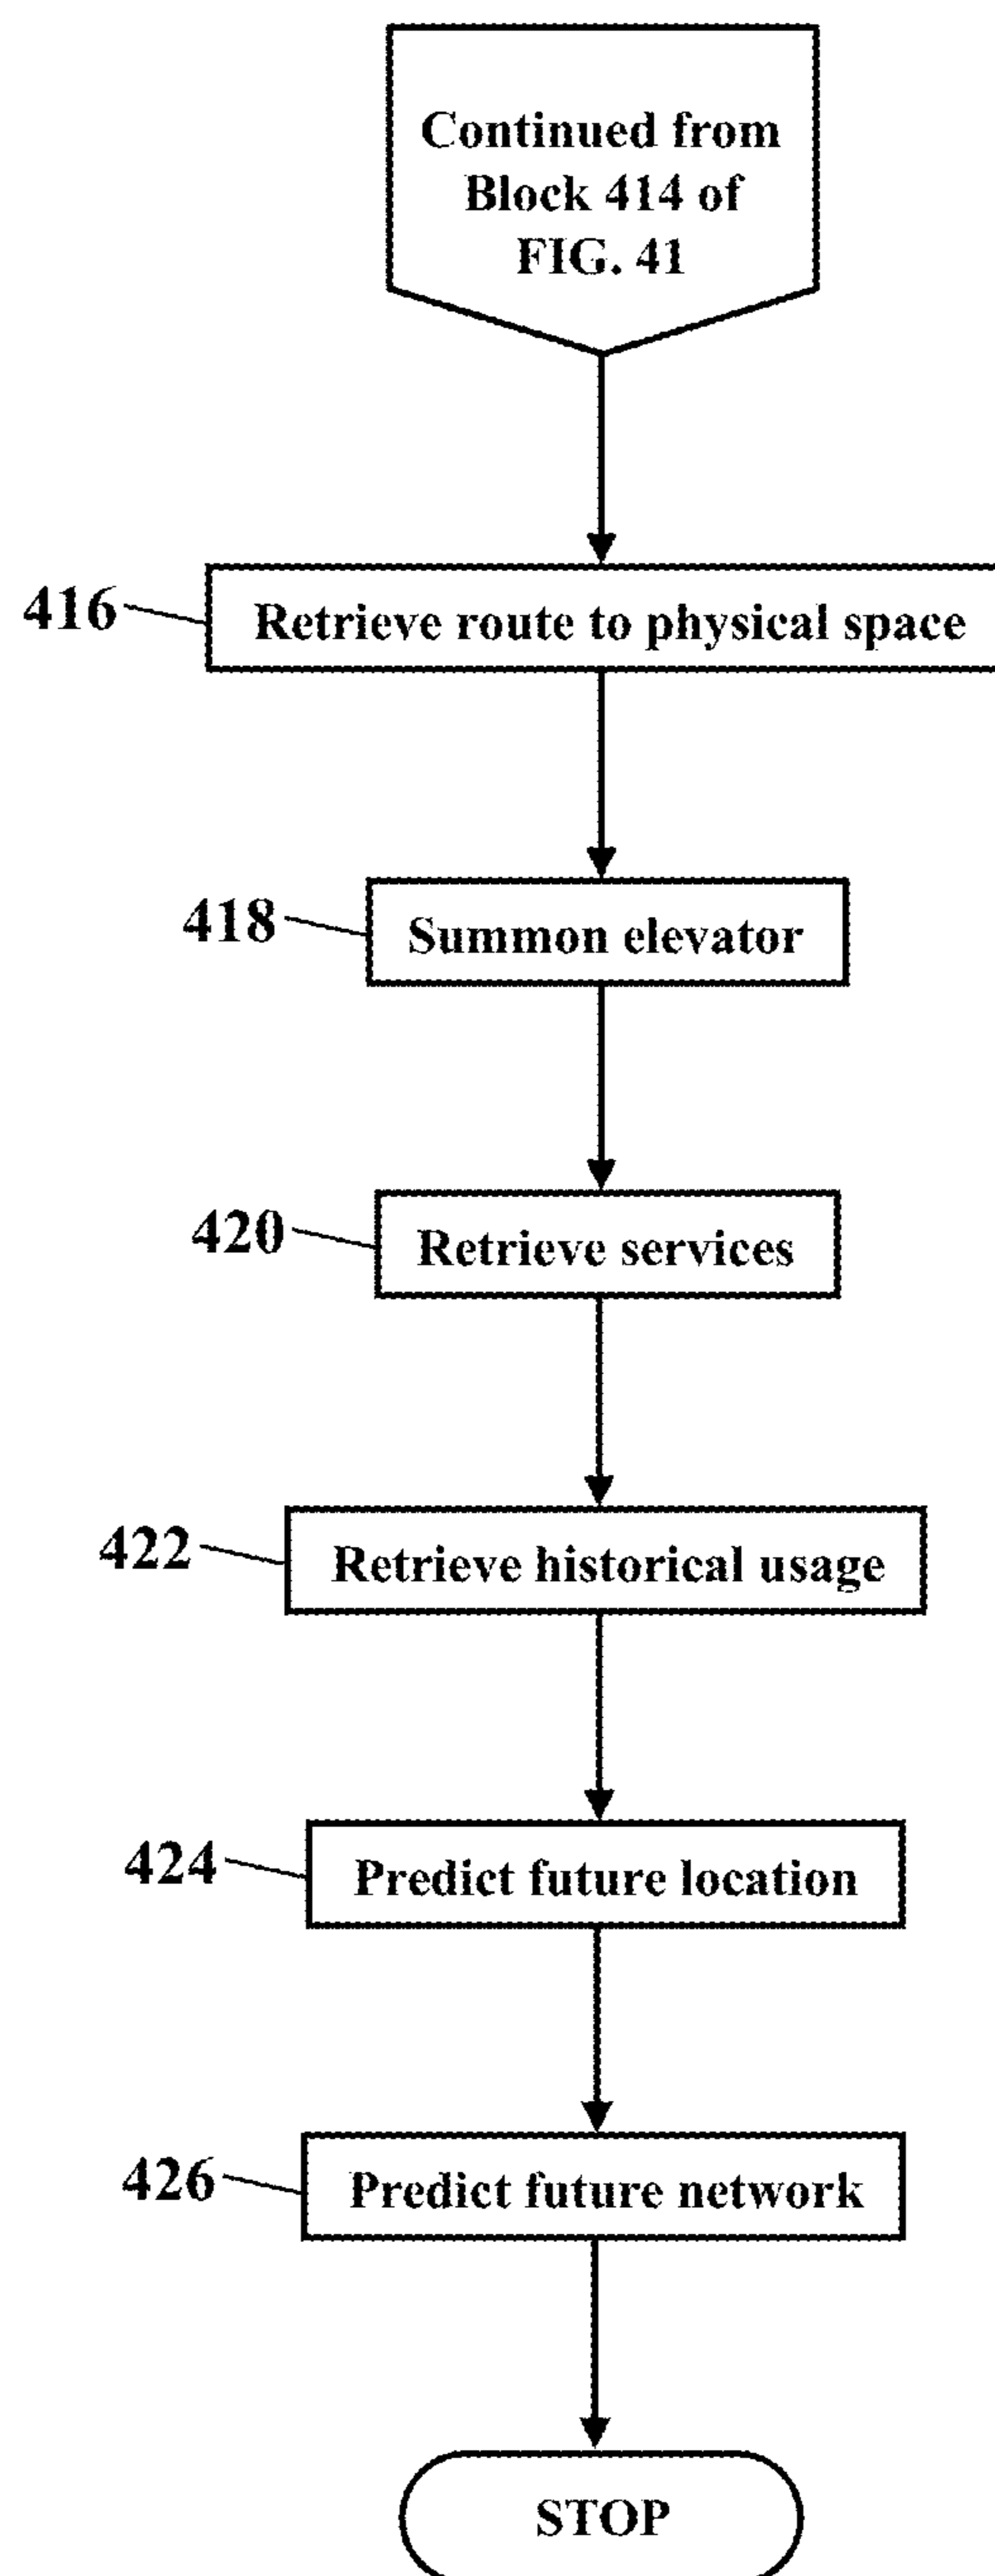 Continued from
Block 414 of
FIG. 41
416
Retrieve route to physical space
418
Summon elevator
420
Retrieve services
422
Retrieve historical usage
424
Predict future location
426
Predict future network
STOP